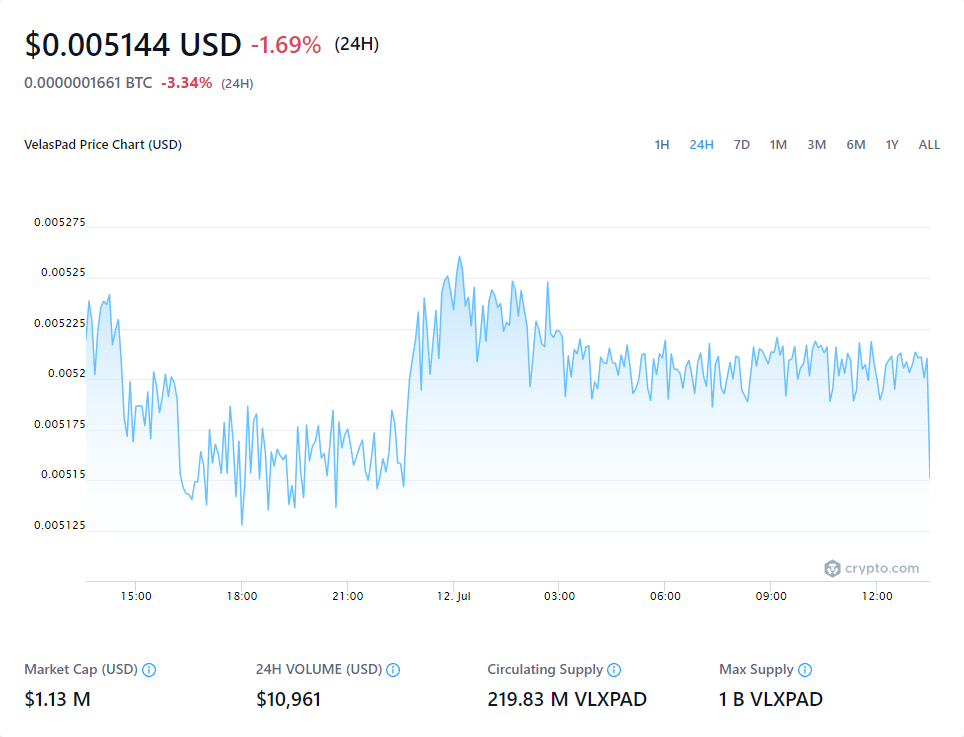 $0.005144 USD -1.69% (24H)
0.0000001661 BTC -3.34% (24H)
VelasPad Price Chart (USD) 1H 24H 7D 1M 3M 6M 1Y ALL
0.005275
0.00525
0.005225
0.0052
0.005175
0.00515
0.005125
crypto.com
15:00 18:00 21:00 12. Jul 03:00 06:00 09:00 12:00
Market Cap (USD) 24H VOLUME (USD) Circulating Supply Max Supply
$1.13 M $10,961 219.83 M VLXPAD 1 B VLXPAD